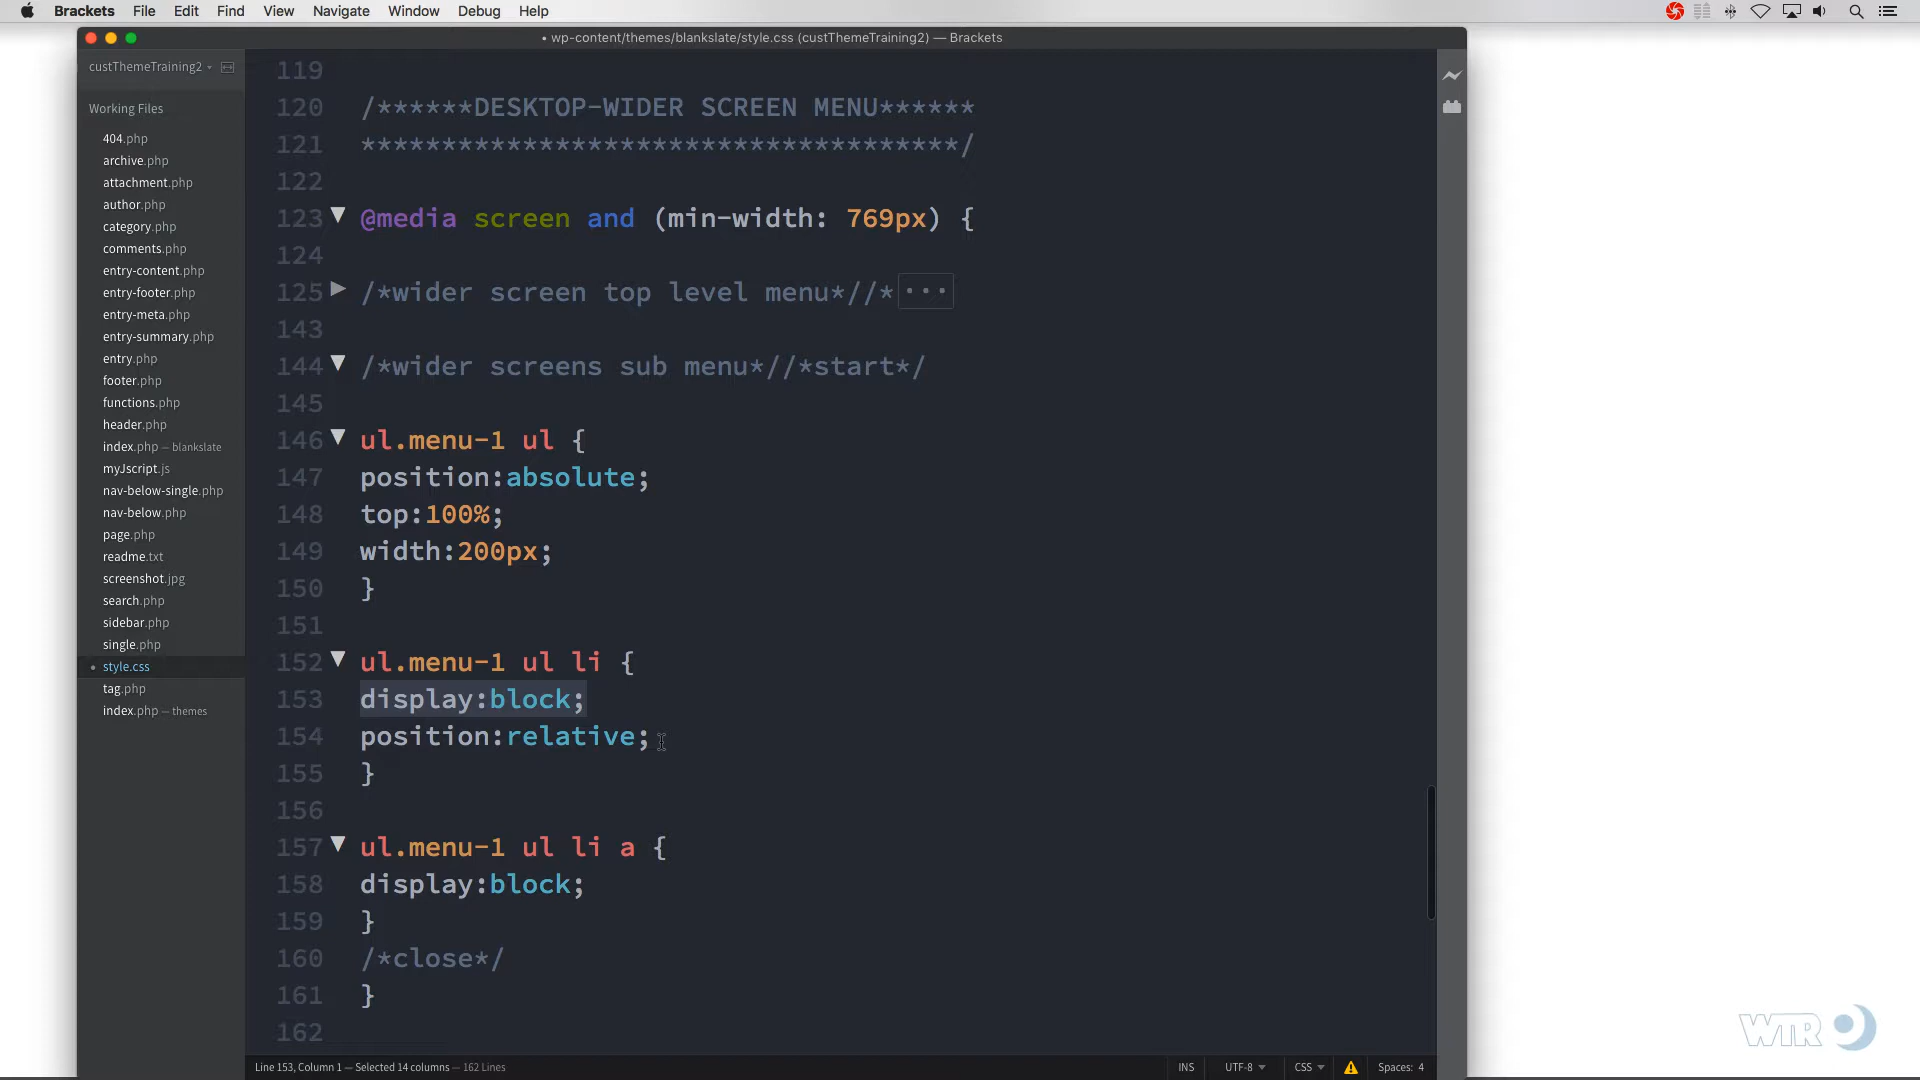 Brackets File Edit Find View Navigate Window Debug Help
• wp-content/themes/blankslate/style.css (custThemeTraining2) — Brackets
custThemeTraining2
Working Files
404.php
archive.php
attachment.php
author.php
category.php
comments.php
entry-content.php
entry-footer.php
entry-meta.php
entry-summary.php
entry.php
footer.php
functions.php
header.php
index.php — blankslate
myJscript.js
nav-below-single.php
nav-below.php
page.php
readme.txt
screenshot.jpg
search.php
sidebar.php
single.php
style.css
tag.php
index.php — themes
119
120 /******DESKTOP-WIDER SCREEN MENU******
121 *************************************/
122
123 @media screen and (min-width: 769px) {
124
125 /*wider screen top level menu*//*...
143
144 /*wider screens sub menu*//*start*/
145
146 ul.menu-1 ul {
147 position:absolute;
148 top:100%;
149 width:200px;
150 }
151
152 ul.menu-1 ul li {
153 display:block;
154 position:relative;
155 }
156
157 ul.menu-1 ul li a {
158 display:block;
159 }
160 /*close*/
161 }
162
Line 153, Column 1 — Selected 14 columns — 162 Lines
INS UTF-8 CSS Spaces: 4
WTR